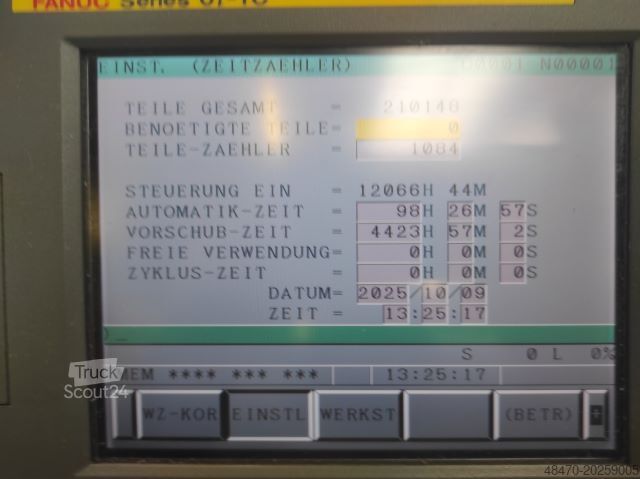 FANUC Series 0i-TC
EINST. (ZEITZAEHLER) O0001 N00001
TEILE GESAMT = 210148
BENOETIGTE TEILE= 0
TEILE-ZAEHLER = 1084
STEUERUNG EIN = 12066H 44M
AUTOMATIK-ZEIT = 98H 26M 57S
VORSCHUB-ZEIT = 4423H 57M 2S
FREIE VERWENDUNG= 0H 0M 0S
ZYKLUS-ZEIT = 0H 0M 0S
DATUM= 2025/10/09
ZEIT = 13:25:17
)_
S 0 L 0%
MEM **** *** *** 13:25:17
WZ-KOR EINSTL WERKST (BETR) +
Truck
Scout24
48470-20259005